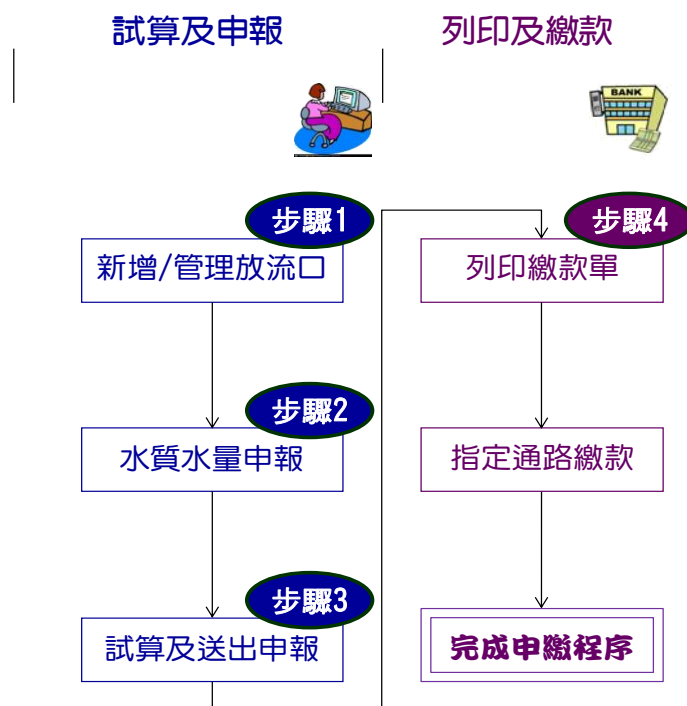 試算及申報
列印及繳款
BANK
步驟1
新增/管理放流口
步驟2
水質水量申報
步驟3
試算及送出申報
步驟4
列印繳款單
指定通路繳款
完成申繳程序